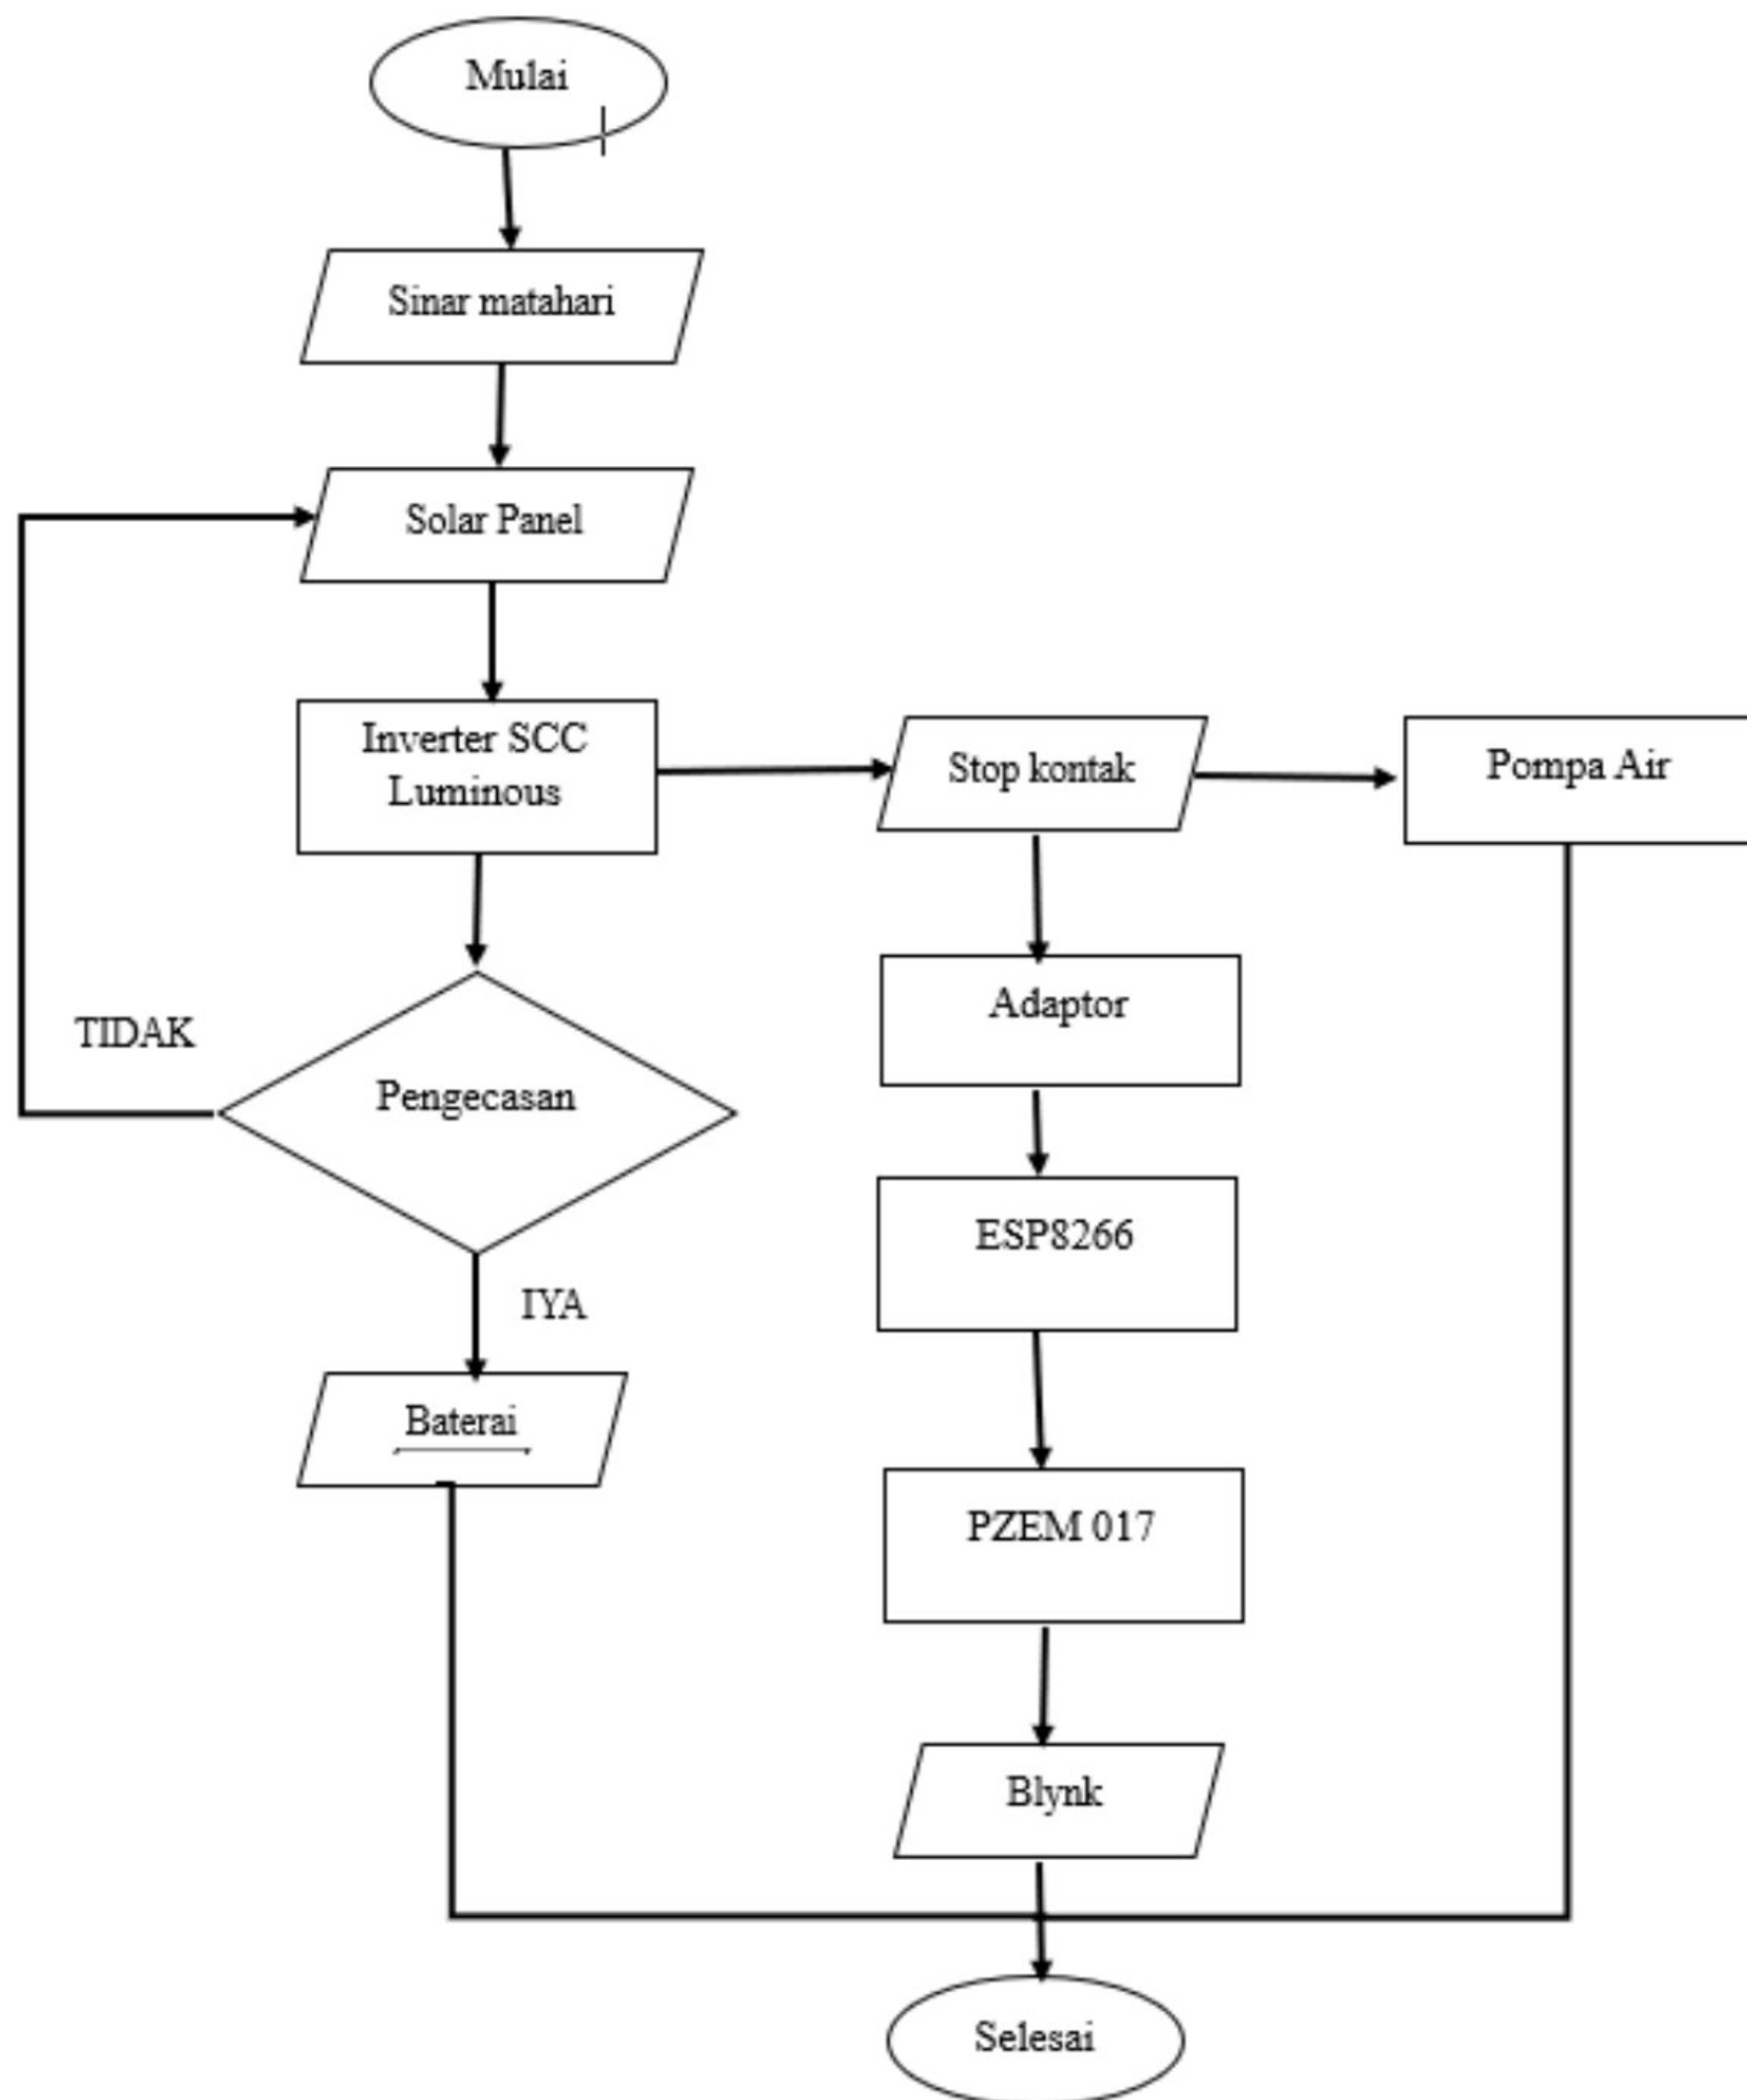 Mulai
Sinar matahari
Solar Panel
Inverter SCC
Luminous
Stop kontak
Pompa Air
Adaptor
TIDAK
Pengecasan
ESP8266
IYA
Baterai
PZEM 017
Blynk
Selesai